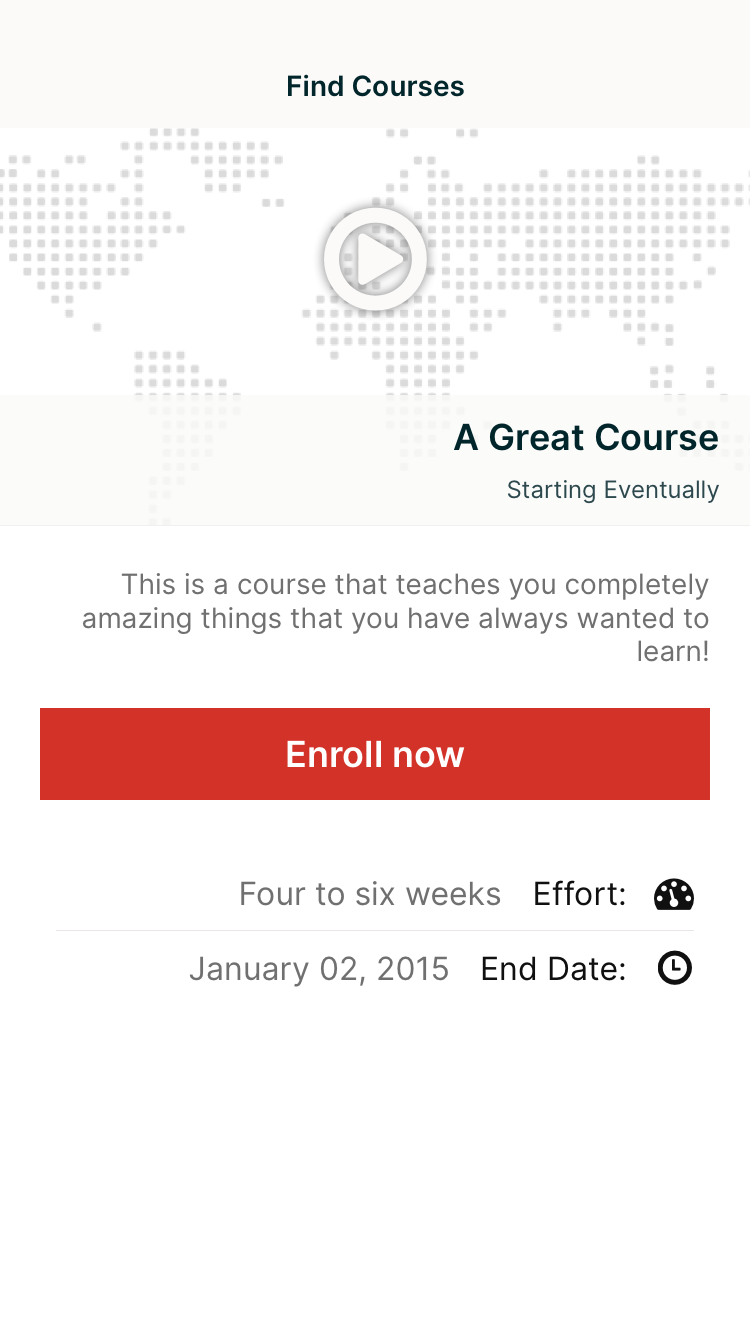 Find Courses
A Great Course
Starting Eventually
This is a course that teaches you completely
amazing things that you have always wanted to
learn!
Enroll now
Effort: Four to six weeks
End Date: January 02, 2015